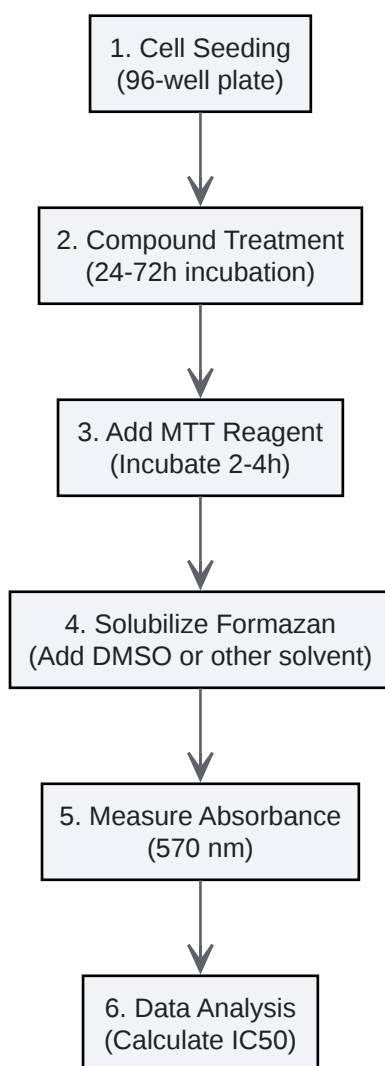 1. Cell Seeding
(96-well plate)
2. Compound Treatment
(24-72h incubation)
3. Add MTT Reagent
(Incubate 2-4h)
4. Solubilize Formazan
(Add DMSO or other solvent)
5. Measure Absorbance
(570 nm)
6. Data Analysis
(Calculate IC50)